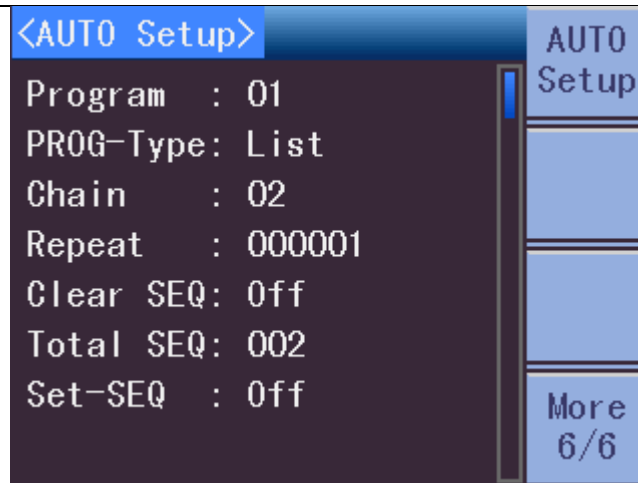 <AUTO Setup>
Program : 01
PROG-Type: List
Chain : 02
Repeat : 000001
Clear SEQ: Off
Total SEQ: 002
Set-SEQ : Off
AUTO
Setup
More
6/6